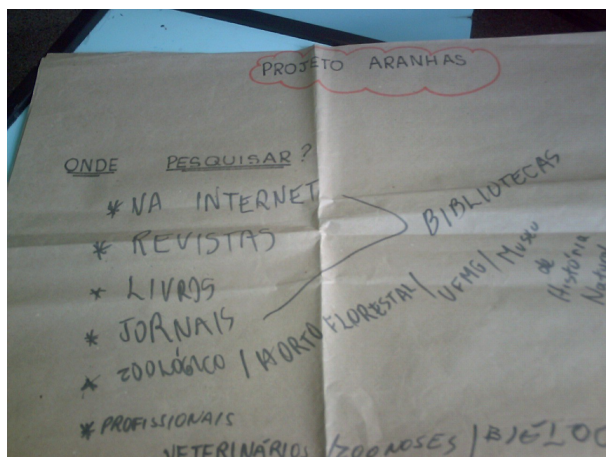 PROJETO ARANHAS
ONDE PESQUISAR?
* NA INTERNET
* REVISTAS
* LIVROS
* JORNAIS
BIBLIOTECAS
* ZOOLÓGICO / HORTO FLORESTAL / UFMG / Museu de História Natural
* PROFISSIONAIS
VETERINÁRIOS / ZOONOSES /